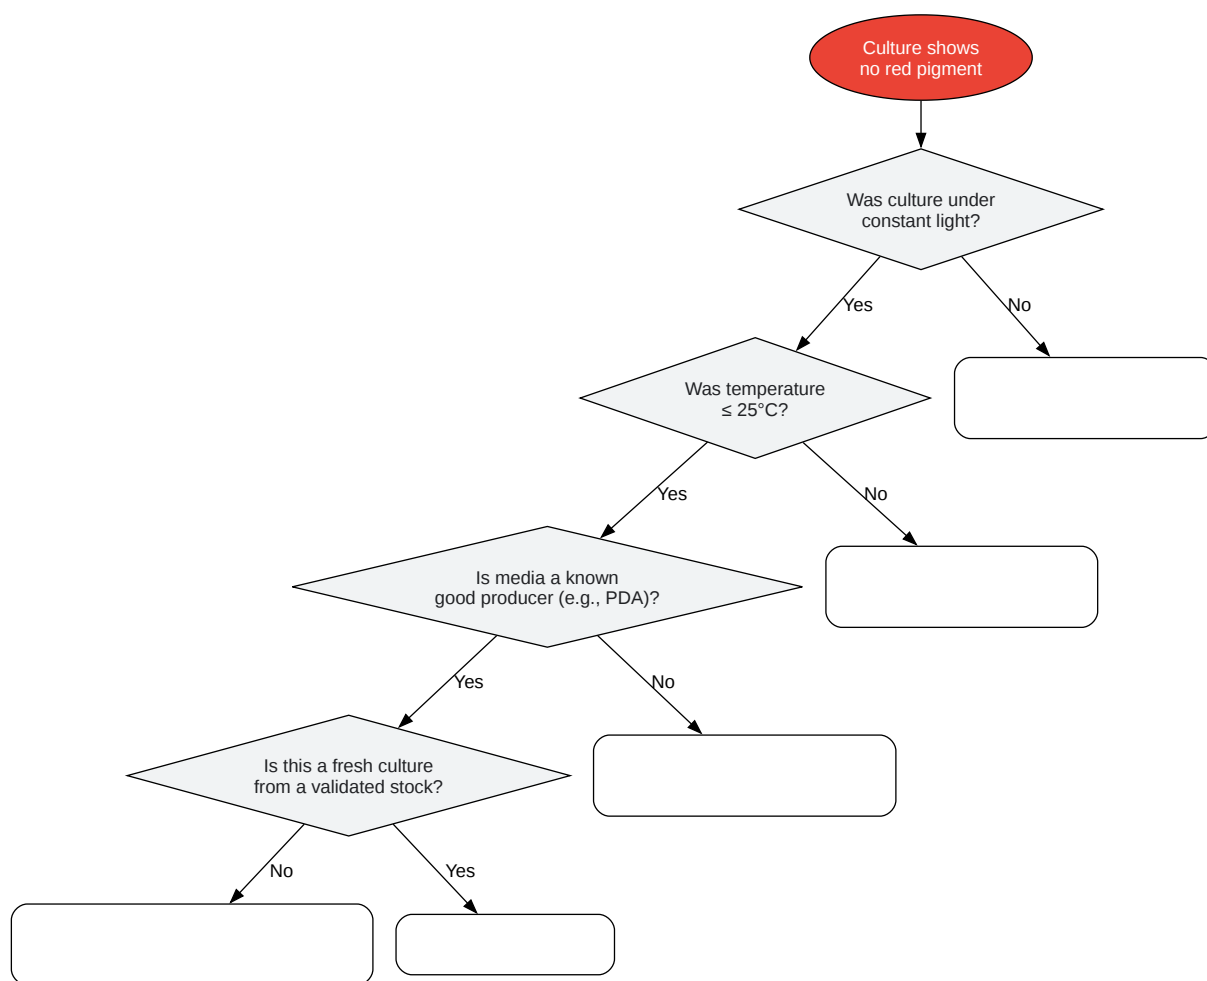 Culture shows
no red pigment
Was culture under
constant light?
Yes
No
Was temperature
≤ 25°C?
Yes
No
Is media a known
good producer (e.g., PDA)?
Yes
No
Is this a fresh culture
from a validated stock?
No
Yes